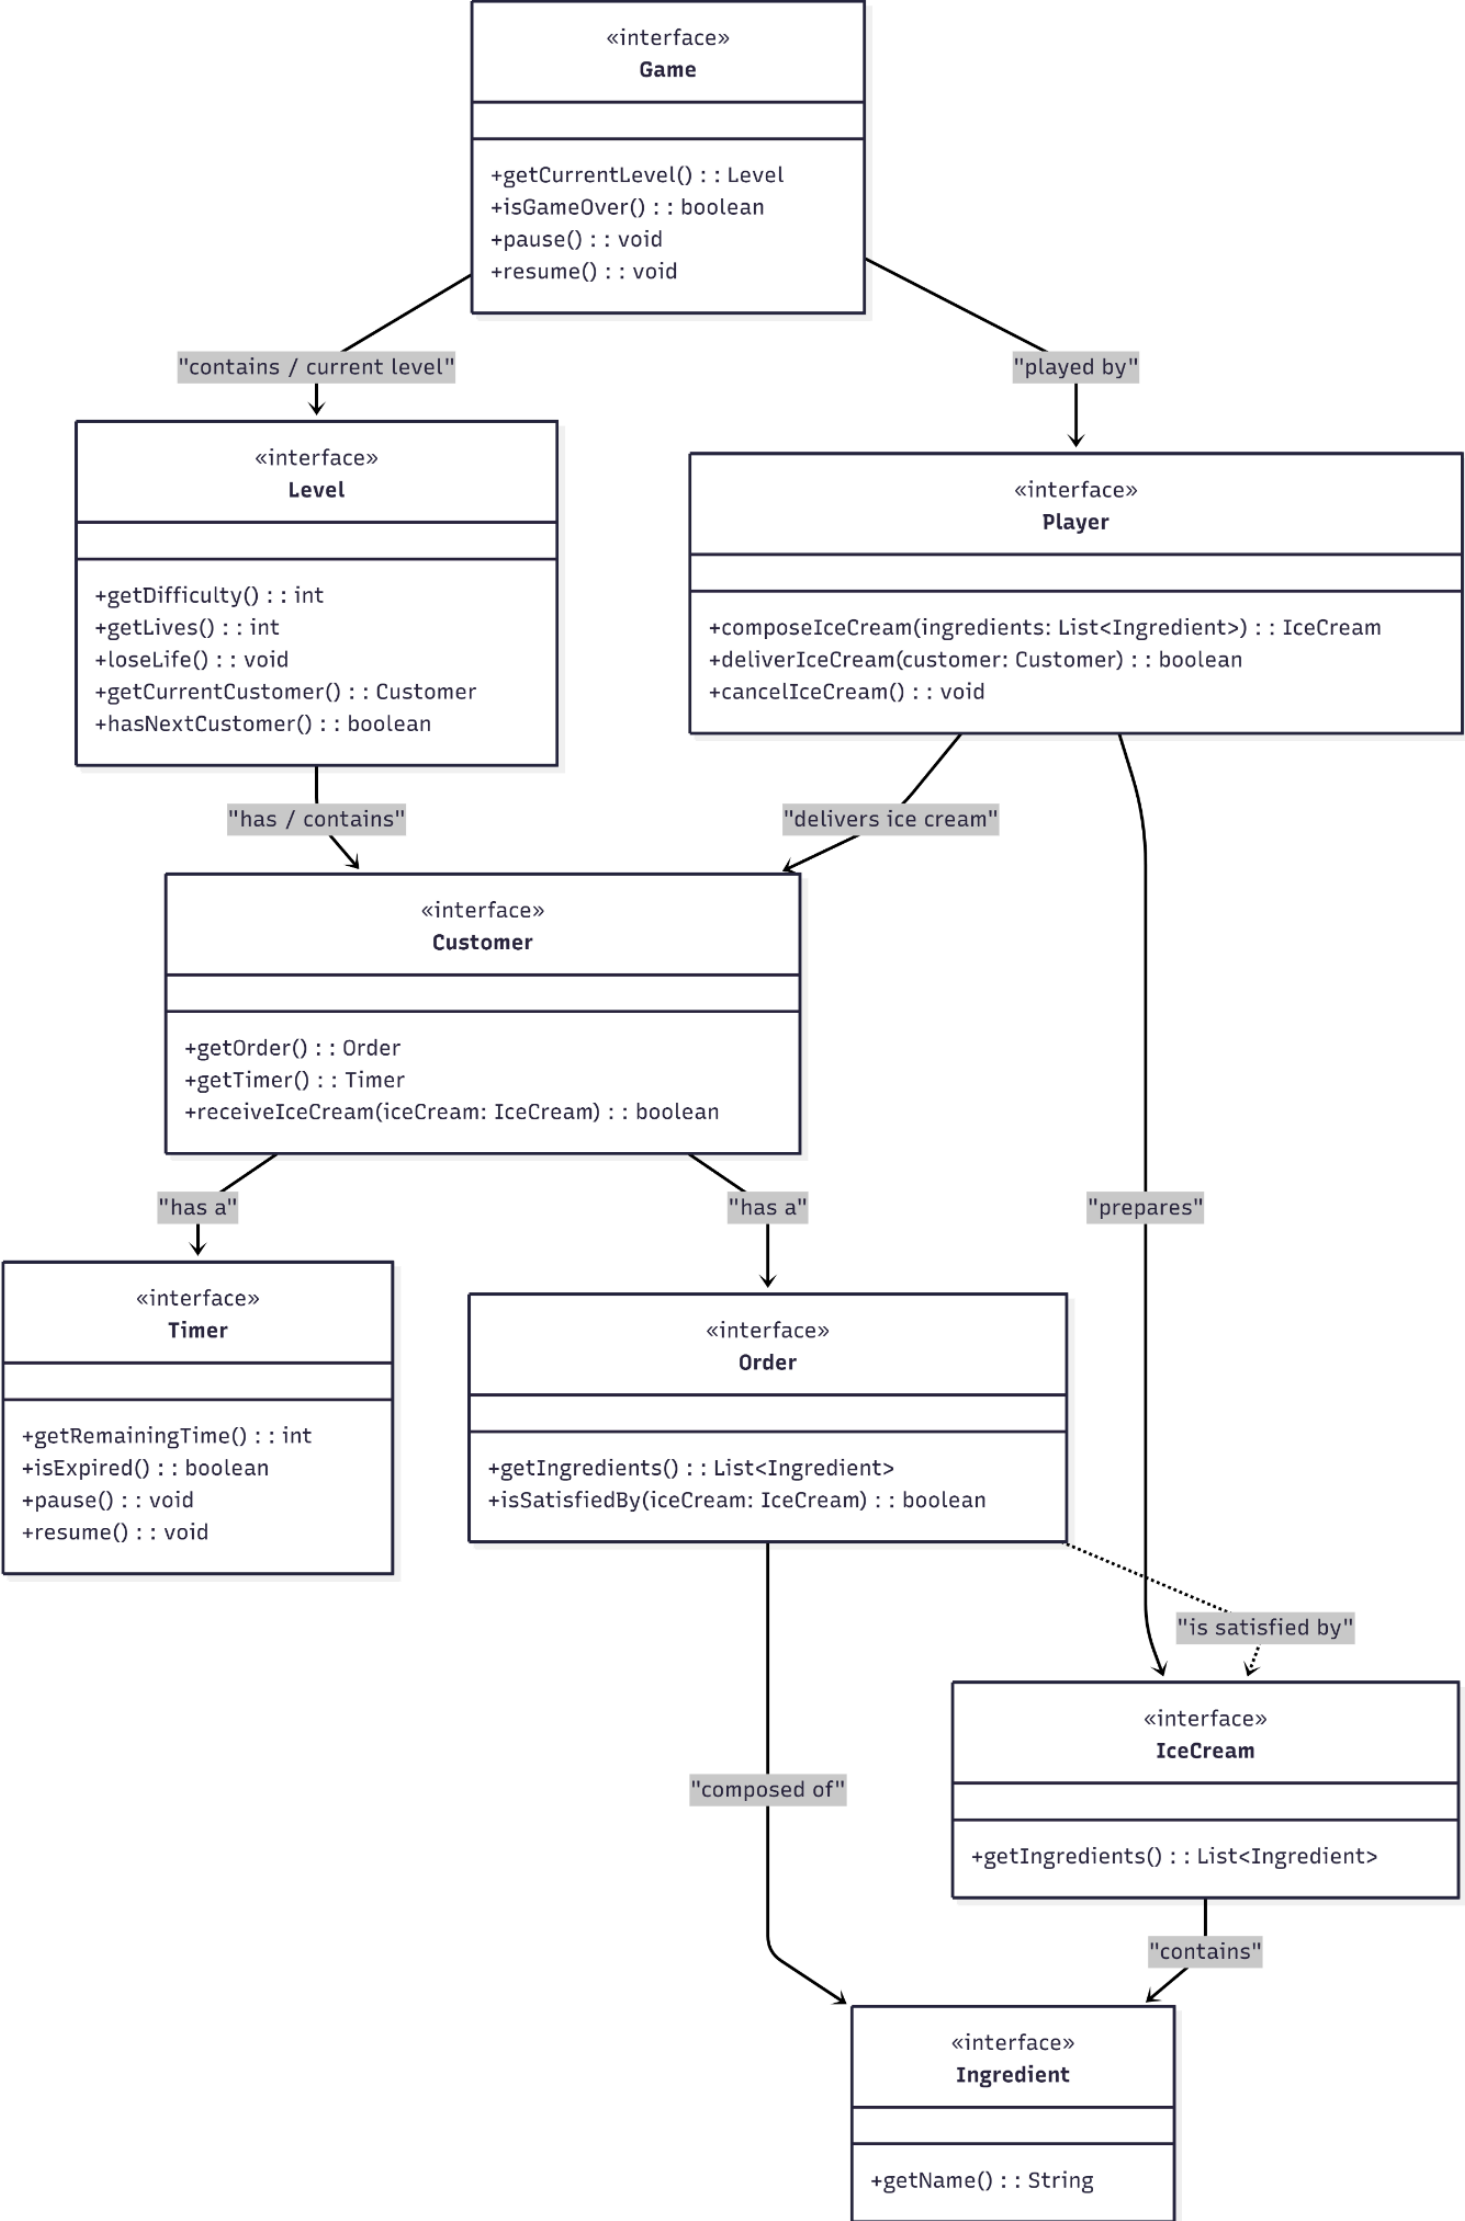 «interface»
Game
+getCurrentLevel() : : Level
+isGameOver() : : boolean
+pause() : : void
+resume() : : void
"contains / current level"
"played by"
«interface»
Level
+getDifficulty() : : int
+getLives() : : int
+loseLife() : : void
+getCurrentCustomer() : : Customer
+hasNextCustomer() : : boolean
«interface»
Player
+composeIceCream(ingredients: List<Ingredient>) : : IceCream
+deliverIceCream(customer: Customer) : : boolean
+cancelIceCream() : : void
"has / contains"
"delivers ice cream"
«interface»
Customer
+getOrder() : : Order
+getTimer() : : Timer
+receiveIceCream(iceCream: IceCream) : : boolean
"has a"
"has a"
"prepares"
«interface»
Timer
+getRemainingTime() : : int
+isExpired() : : boolean
+pause() : : void
+resume() : : void
«interface»
Order
+getIngredients() : : List<Ingredient>
+isSatisfiedBy(iceCream: IceCream) : : boolean
"is satisfied by"
«interface»
IceCream
+getIngredients() : : List<Ingredient>
"composed of"
"contains"
«interface»
Ingredient
+getName() : : String